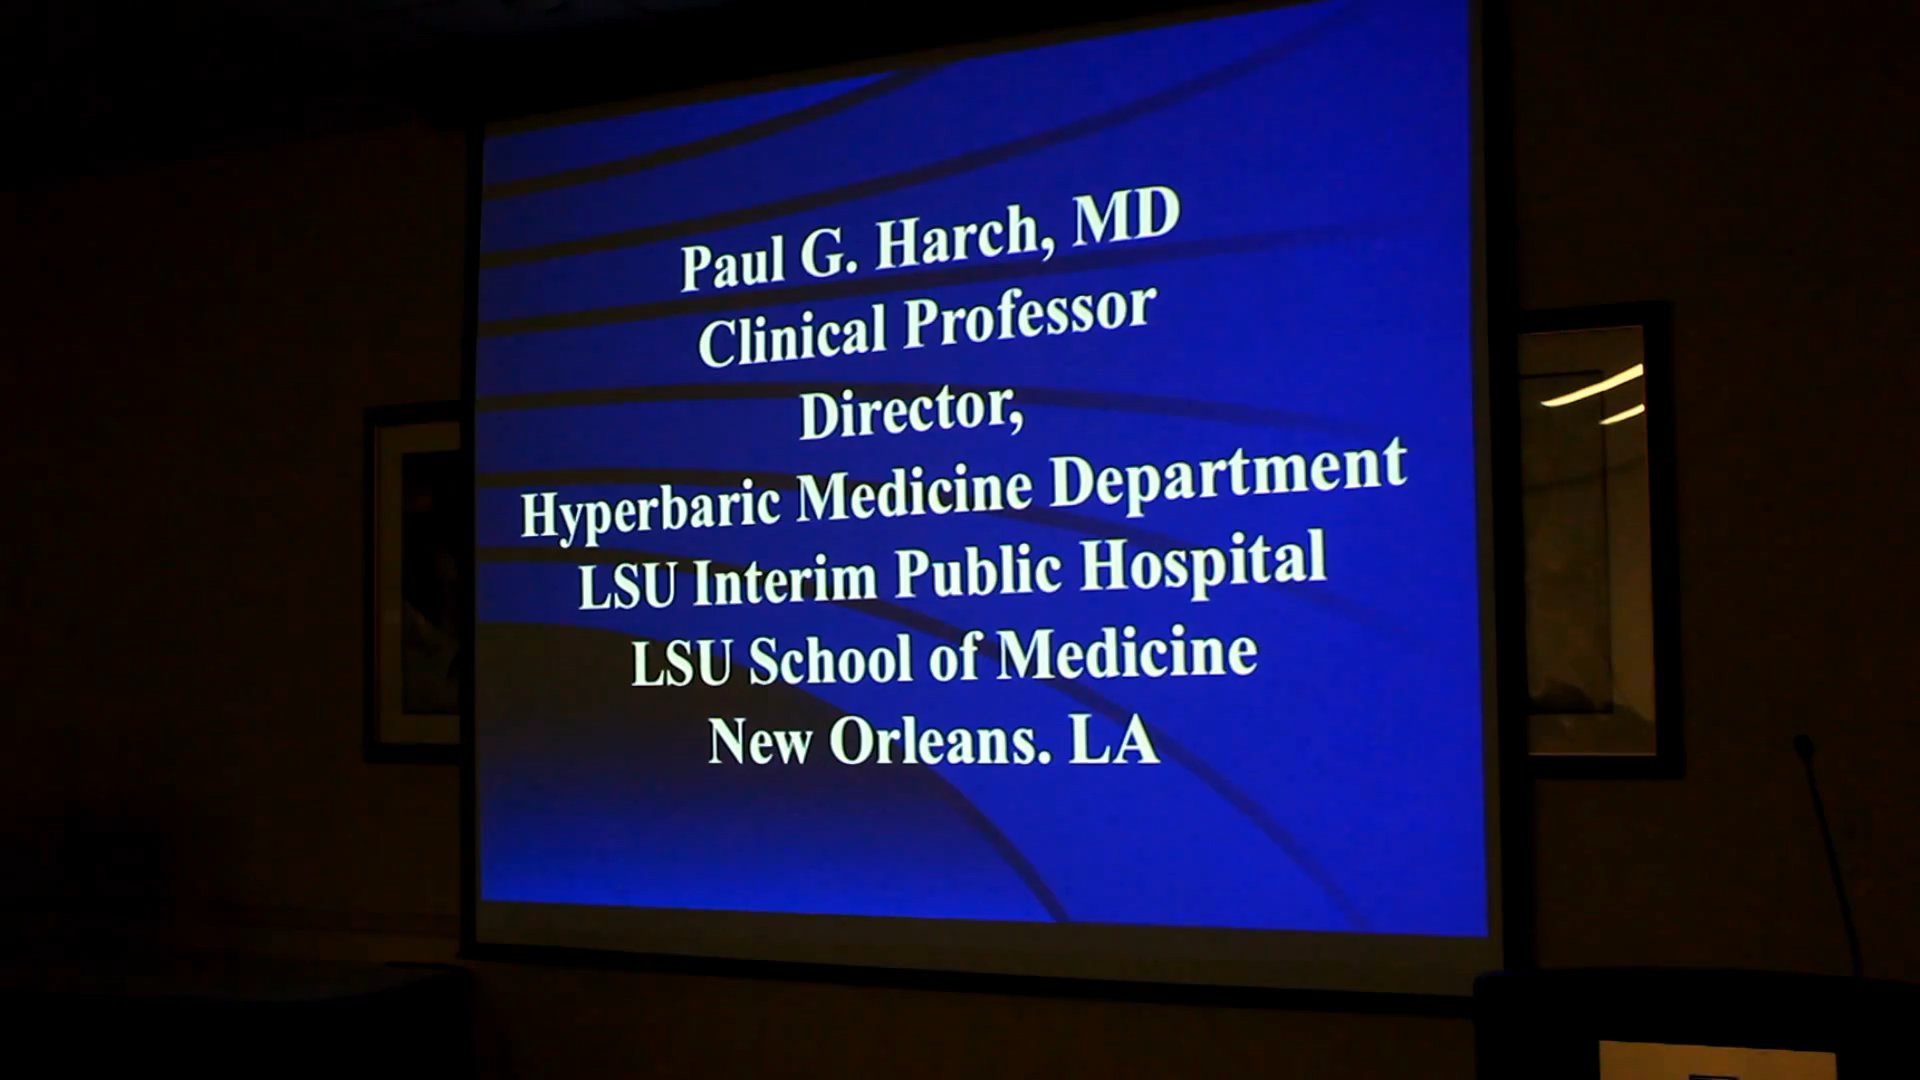 Paul G. Harch, MD
Clinical Professor
Director,
Hyperbaric Medicine Department
LSU Interim Public Hospital
LSU School of Medicine
New Orleans. LA